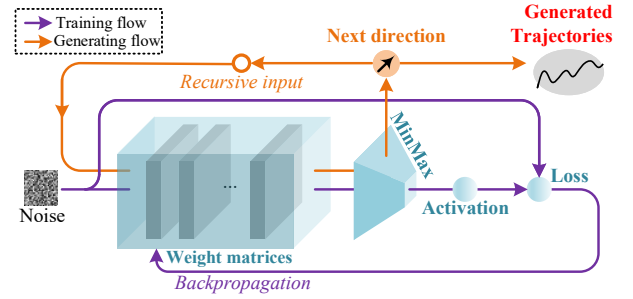 Training flow
Generating flow
Generated
Trajectories
Next direction
Recursive input
MinMax
Noise
...
Activation
Loss
Weight matrices
Backpropagation